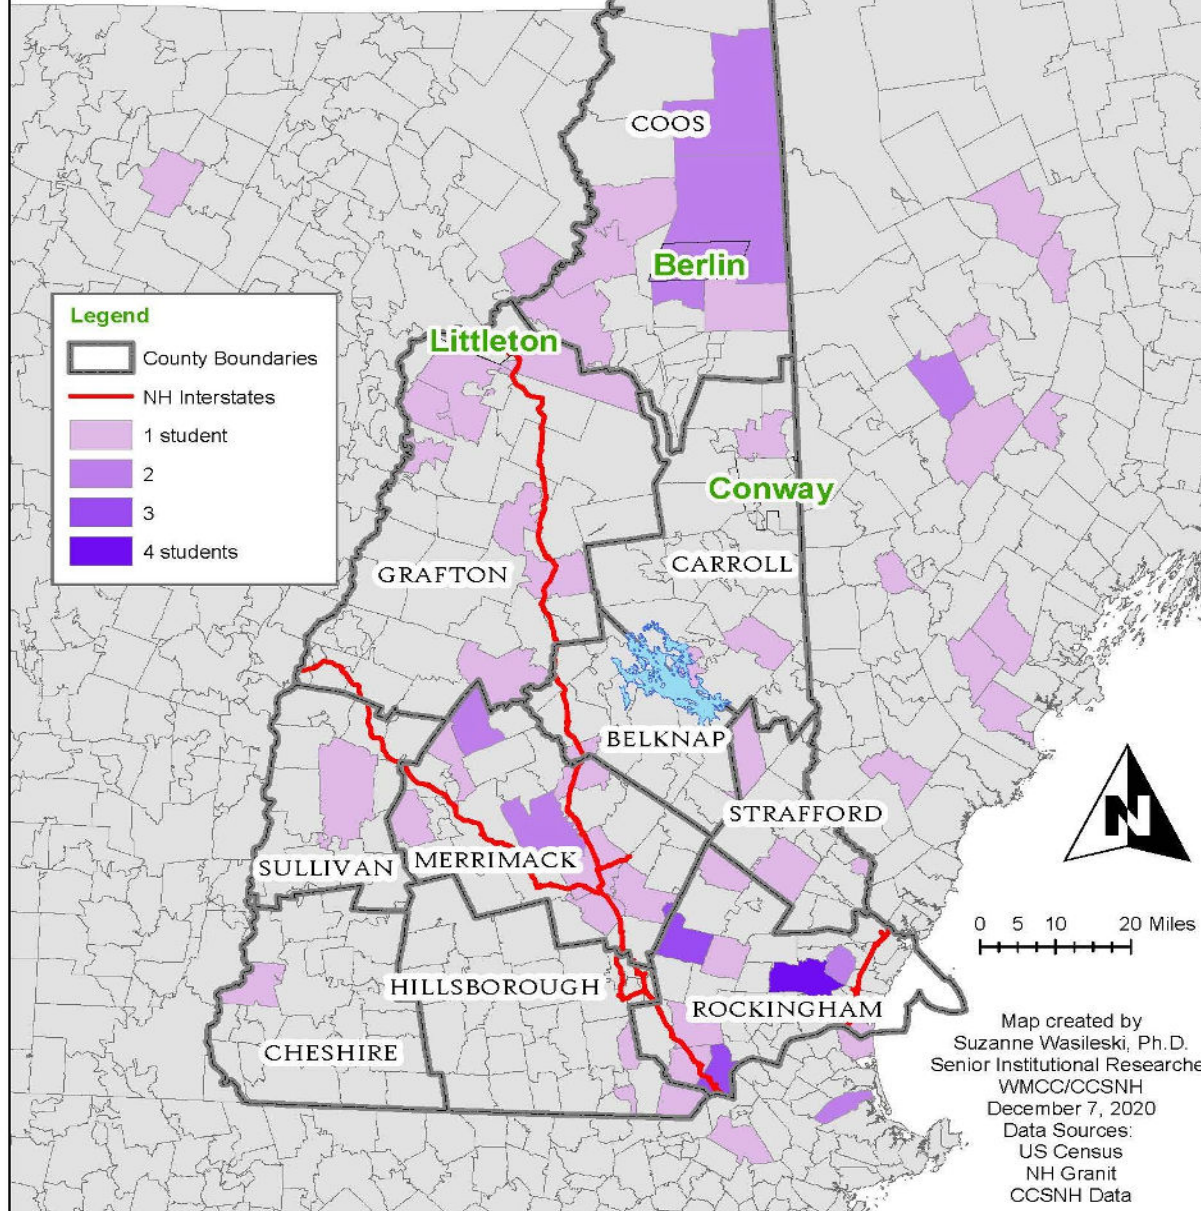 COOS
Berlin
Legend
County Boundaries
NH Interstates
1 student
2
3
4 students
Littleton
Conway
GRAFTON
CARROLL
BELKNAP
STRAFFORD
SULLIVAN
MERRIMACK
HILLSBOROUGH
ROCKINGHAM
CHESHIRE
N
0 5 10 20 Miles
Map created by
Suzanne Wasileski, Ph.D.
Senior Institutional Researche
WMCC/CCSNH
December 7, 2020
Data Sources:
US Census
NH Granit
CCSNH Data